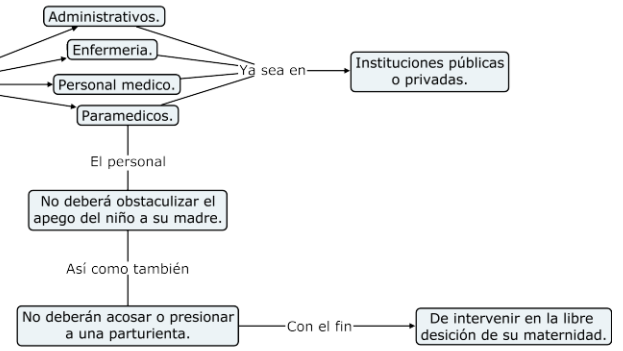 Administrativos.
Enfermeria.
Personal medico.
Paramedicos.
Ya sea en
Instituciones públicas
o privadas.
El personal
No deberá obstaculizar el
apego del niño a su madre.
Así como también
No deberán acosar o presionar
a una parturienta.
Con el fin
De intervenir en la libre
desición de su maternidad.